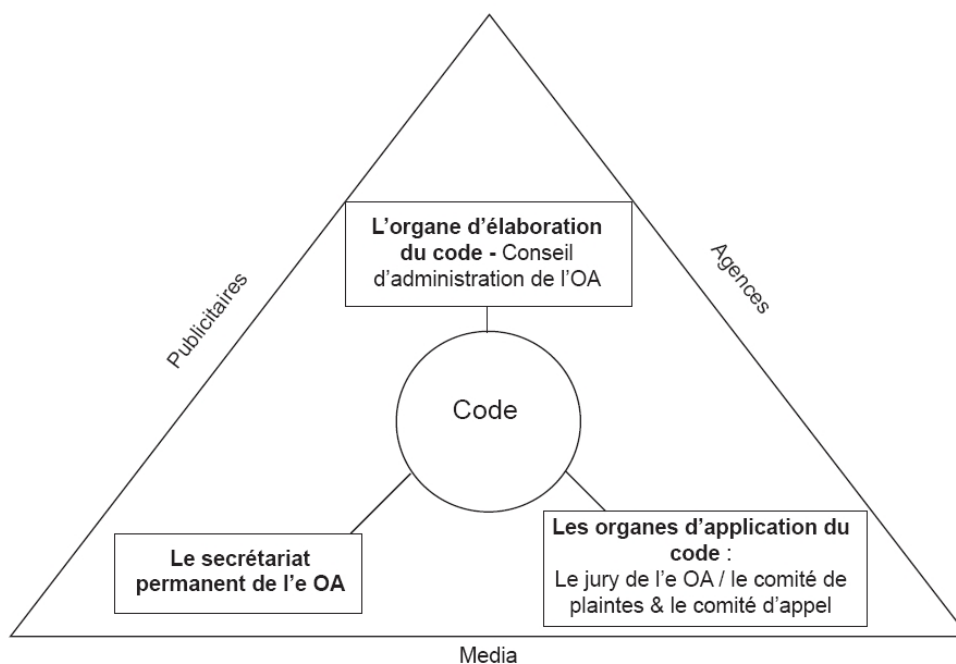 L'organe d'élaboration
du code - Conseil
d'administration de l'OA
Publicitaires
Agences
Code
Le secrétariat
permanent de l'e OA
Les organes d'application du
code :
Le jury de l'e OA / le comité de
plaintes & le comité d'appel
Media